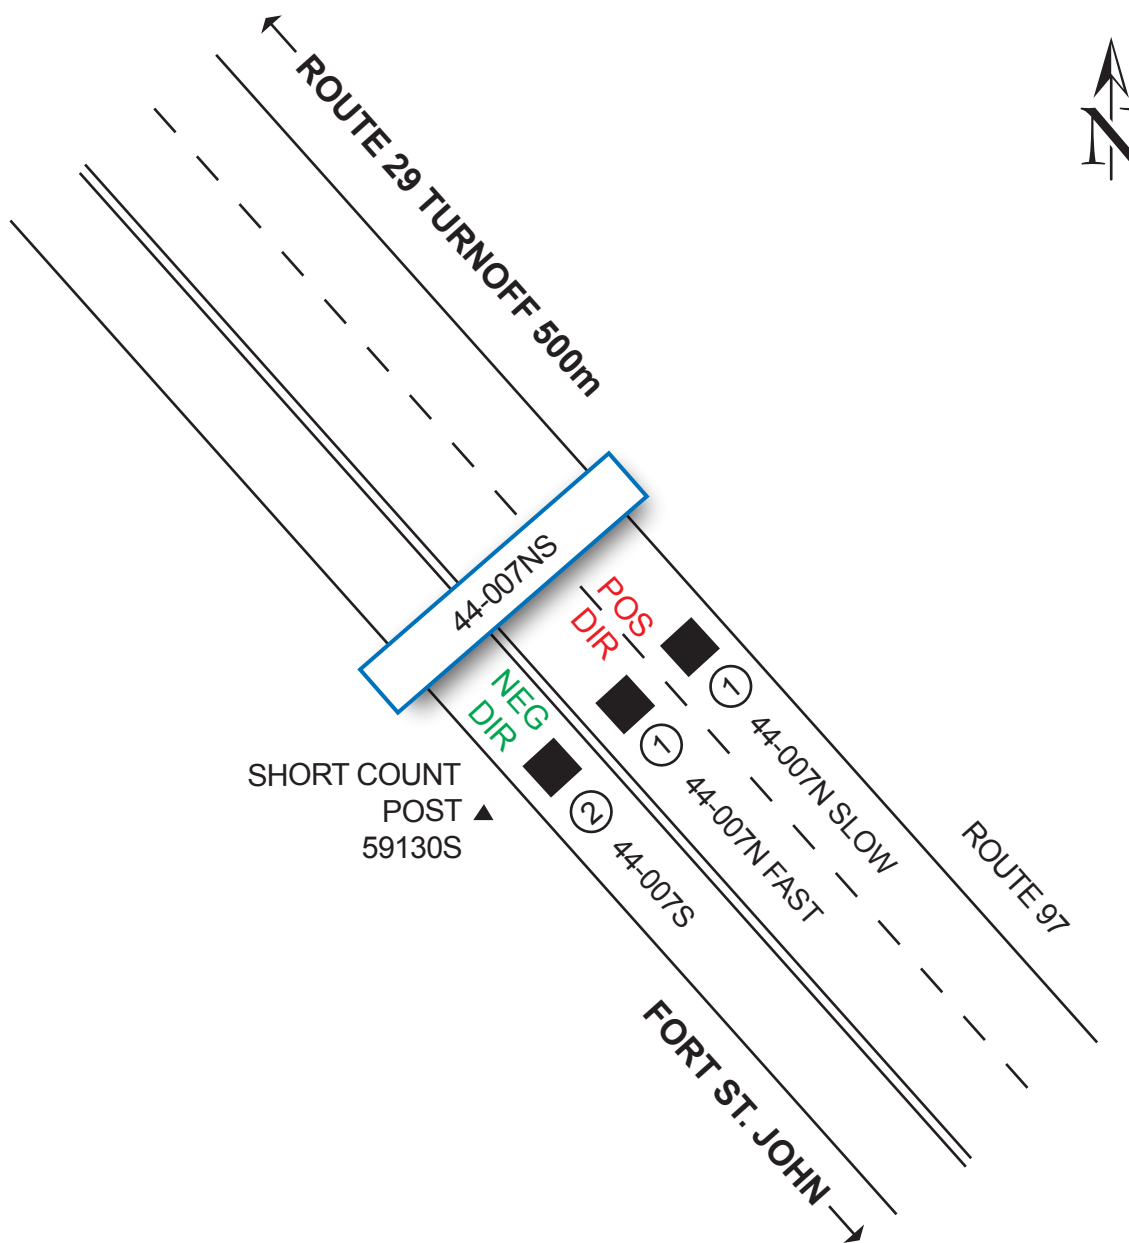 ROUTE 29 TURNOFF 500m
N
44-007NS
POS
DIR
1
44-007N SLOW
1
44-007N FAST
NEG
DIR
2
44-007S
SHORT COUNT
POST
59130S
ROUTE 97
FORT ST. JOHN